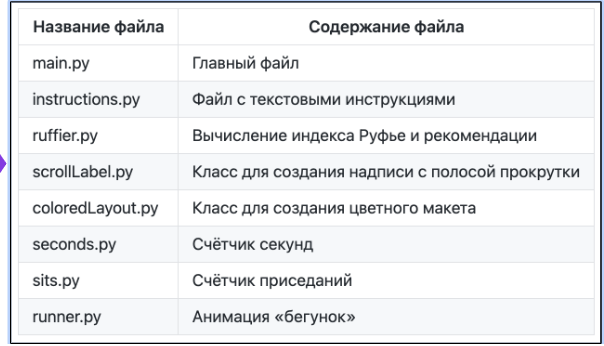 Название файла Содержание файла
main.py Главный файл
instructions.py Файл с текстовыми инструкциями
ruffier.py Вычисление индекса Руфье и рекомендации
scrollLabel.py Класс для создания надписи с полосой прокрутки
coloredLayout.py Класс для создания цветного макета
seconds.py Счётчик секунд
sits.py Счётчик приседаний
runner.py Анимация «бегунок»